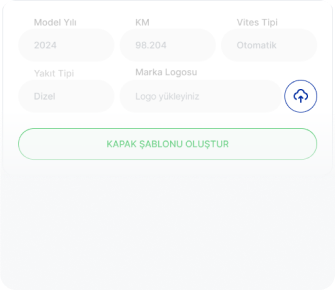 Model Yılı KM Vites Tipi
2024 98.204 Otomatik
Yakıt Tipi Marka Logosu
Dizel Logo yükleyiniz
KAPAK ŞABLONU OLUŞTUR